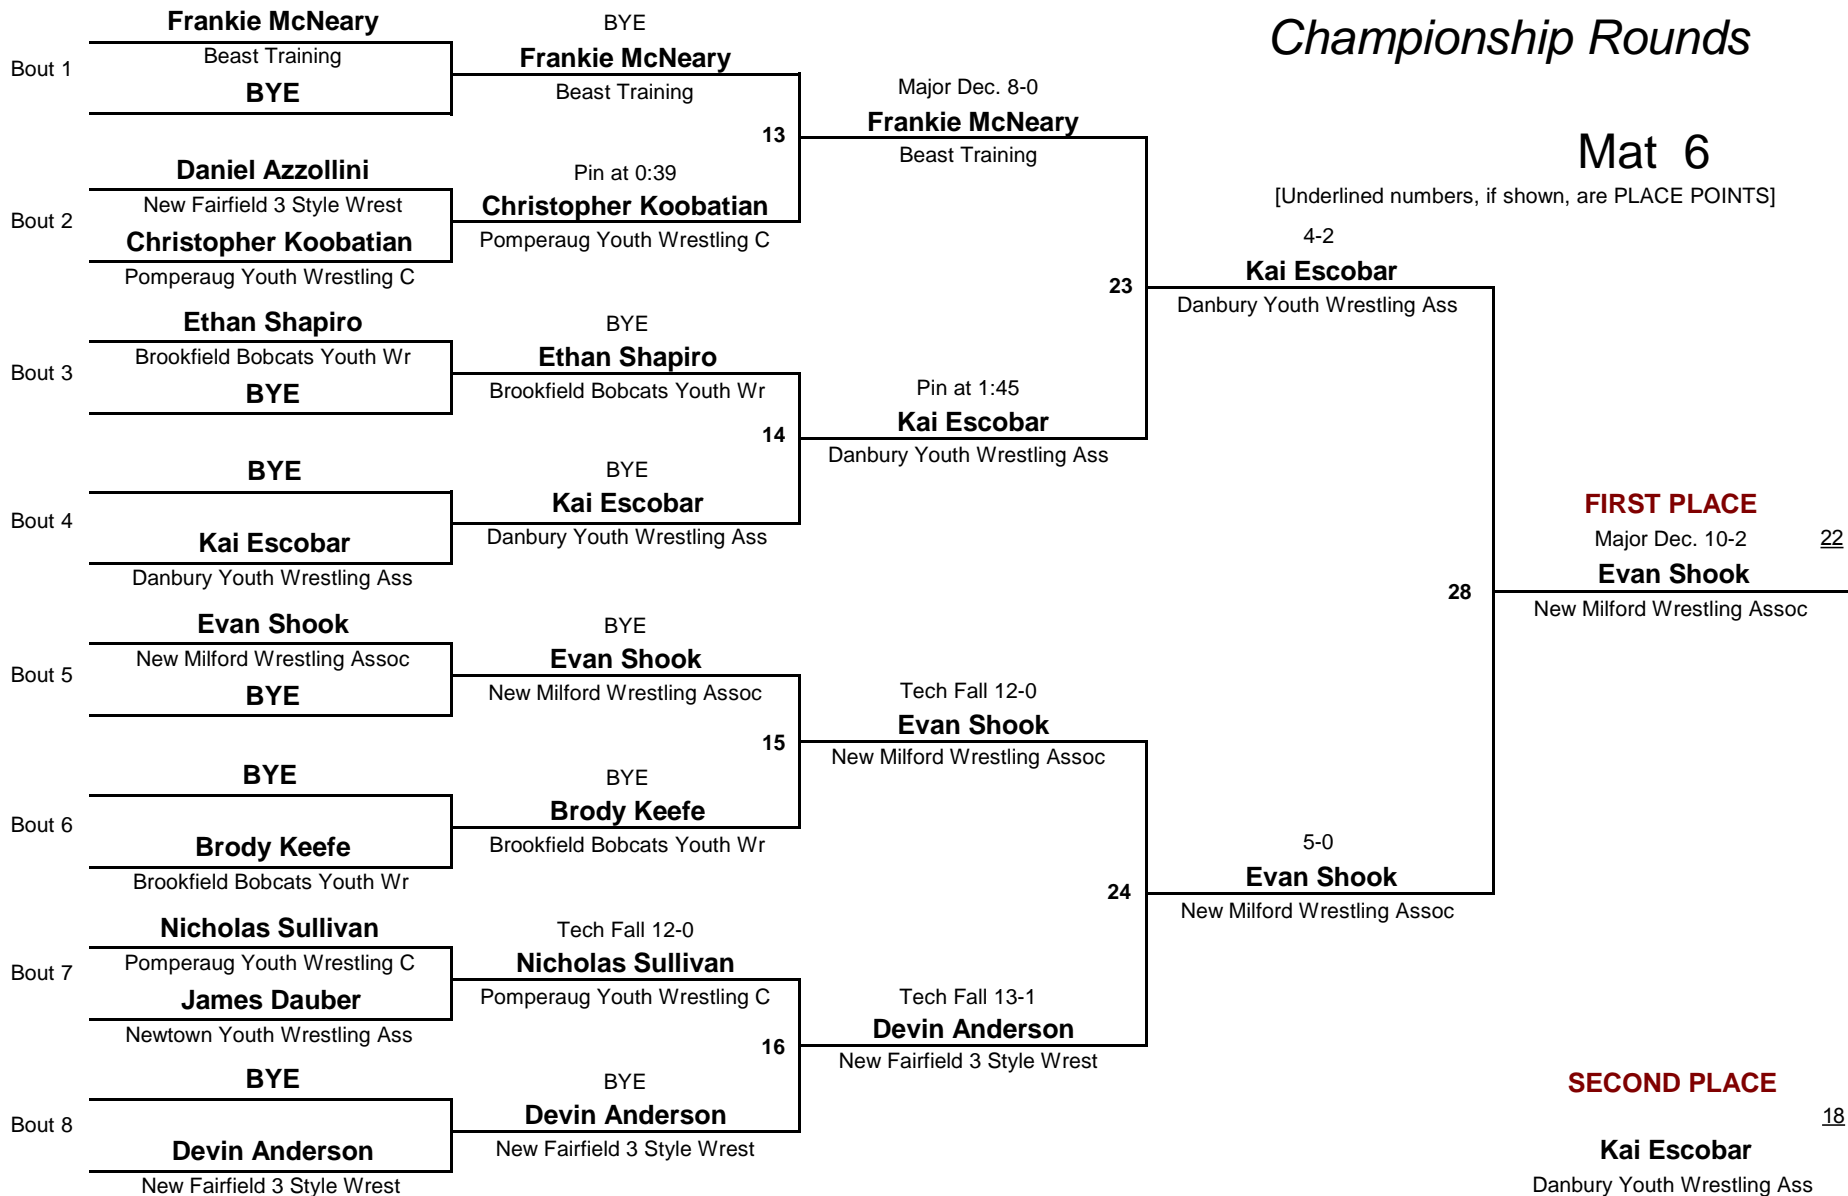 Championship Rounds
Mat 6
[Underlined numbers, if shown, are PLACE POINTS]
Bout 1
Frankie McNeary
Beast Training
BYE
Bout 2
Daniel Azzollini
New Fairfield 3 Style Wrest
Christopher Koobatian
Pomperaug Youth Wrestling C
Bout 3
Ethan Shapiro
Brookfield Bobcats Youth Wr
BYE
Bout 4
BYE
Kai Escobar
Danbury Youth Wrestling Ass
Bout 5
Evan Shook
New Milford Wrestling Assoc
BYE
Bout 6
BYE
Brody Keefe
Brookfield Bobcats Youth Wr
Bout 7
Nicholas Sullivan
Pomperaug Youth Wrestling C
James Dauber
Newtown Youth Wrestling Ass
Bout 8
BYE
Devin Anderson
New Fairfield 3 Style Wrest
BYE
Frankie McNeary
Beast Training
13
Pin at 0:39
Christopher Koobatian
Pomperaug Youth Wrestling C
BYE
Ethan Shapiro
Brookfield Bobcats Youth Wr
14
BYE
Kai Escobar
Danbury Youth Wrestling Ass
BYE
Evan Shook
New Milford Wrestling Assoc
15
BYE
Brody Keefe
Brookfield Bobcats Youth Wr
Tech Fall 12-0
Nicholas Sullivan
Pomperaug Youth Wrestling C
16
BYE
Devin Anderson
New Fairfield 3 Style Wrest
Major Dec. 8-0
Frankie McNeary
Beast Training
23
Pin at 1:45
Kai Escobar
Danbury Youth Wrestling Ass
Tech Fall 12-0
Evan Shook
New Milford Wrestling Assoc
24
Tech Fall 13-1
Devin Anderson
New Fairfield 3 Style Wrest
4-2
Kai Escobar
Danbury Youth Wrestling Ass
28
5-0
Evan Shook
New Milford Wrestling Assoc
FIRST PLACE
Major Dec. 10-2 22
Evan Shook
New Milford Wrestling Assoc
SECOND PLACE
18
Kai Escobar
Danbury Youth Wrestling Ass